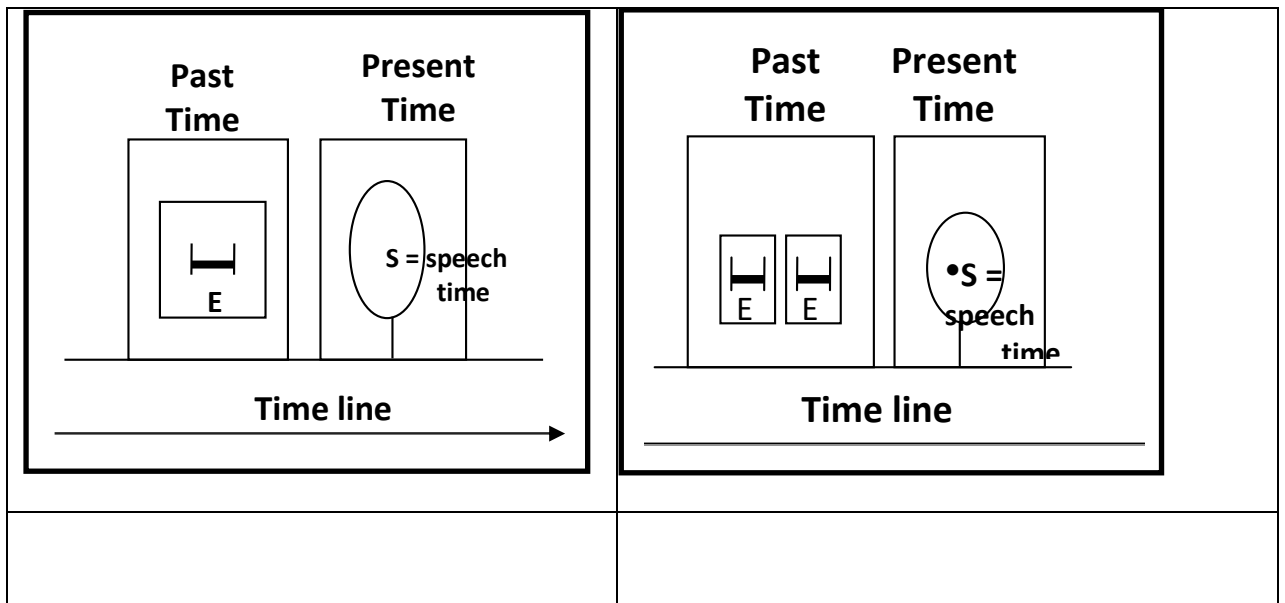 Past
Time
Present
Time
S = speech
time
E
Time line
Past
Time
Present
Time
E E
•S =
speech
time
Time line